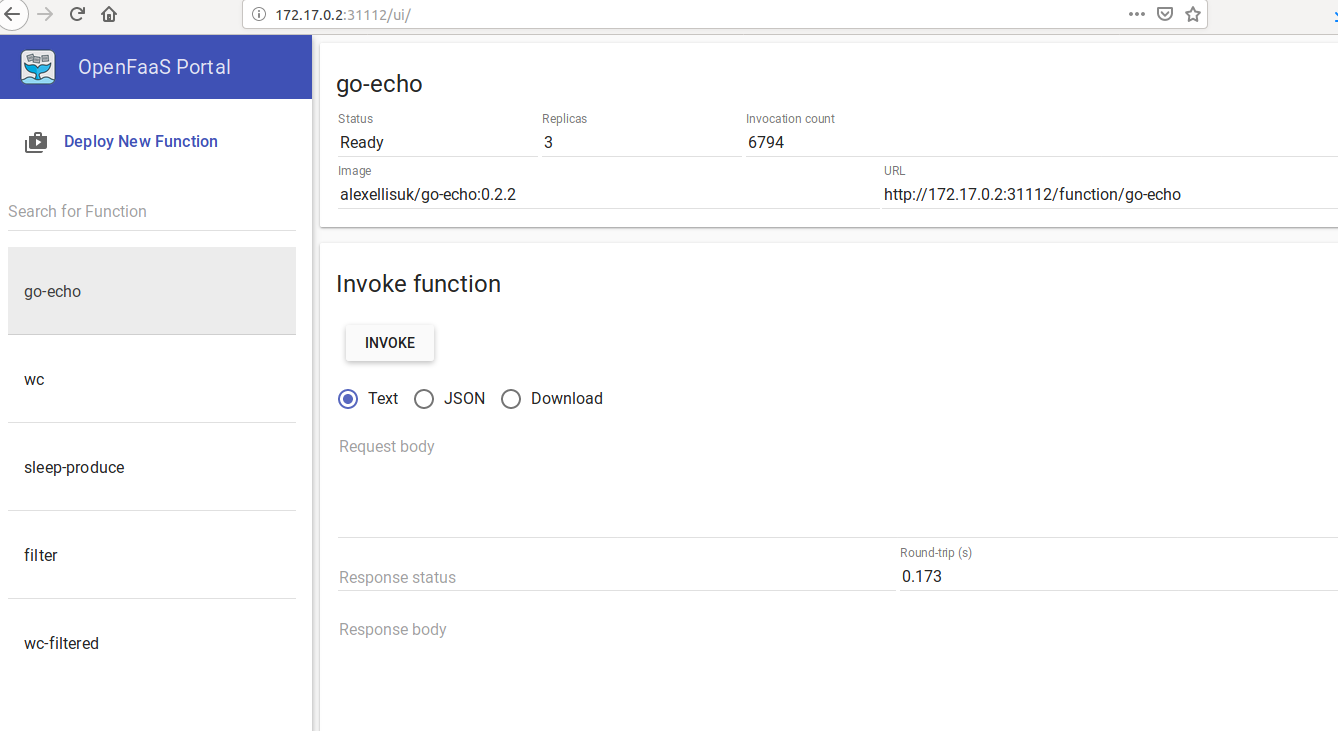 172.17.0.2:31112/ui/
OpenFaaS Portal
Deploy New Function
Search for Function
go-echo
wc
sleep-produce
filter
wc-filtered
go-echo
Status Replicas Invocation count
Ready 3 6794
Image URL
alexellisuk/go-echo:0.2.2 http://172.17.0.2:31112/function/go-echo
Invoke function
INVOKE
Text JSON Download
Request body
Round-trip (s)
Response status 0.173
Response body